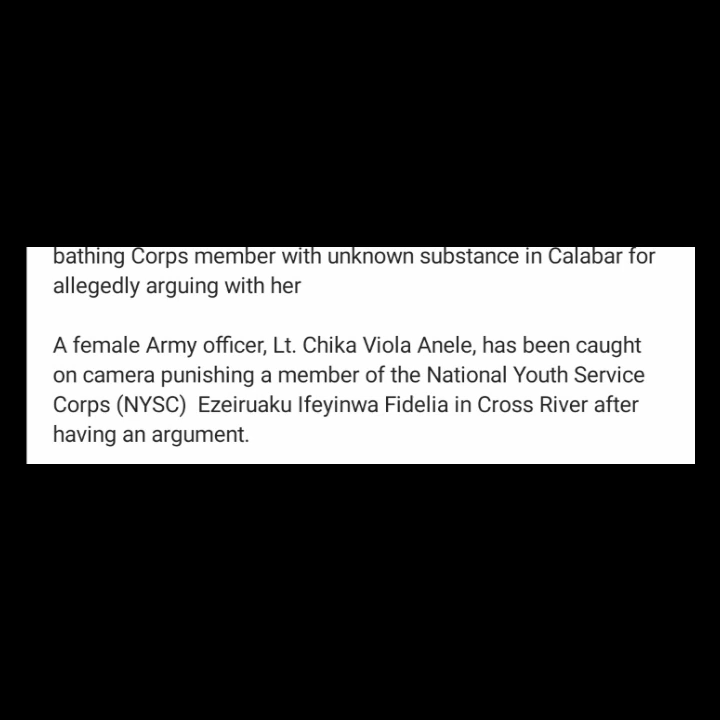 bathing Corps member with unknown substance in Calabar for
allegedly arguing with her
A female Army officer, Lt. Chika Viola Anele, has been caught
on camera punishing a member of the National Youth Service
Corps (NYSC)  Ezeiruaku Ifeyinwa Fidelia in Cross River after
having an argument.